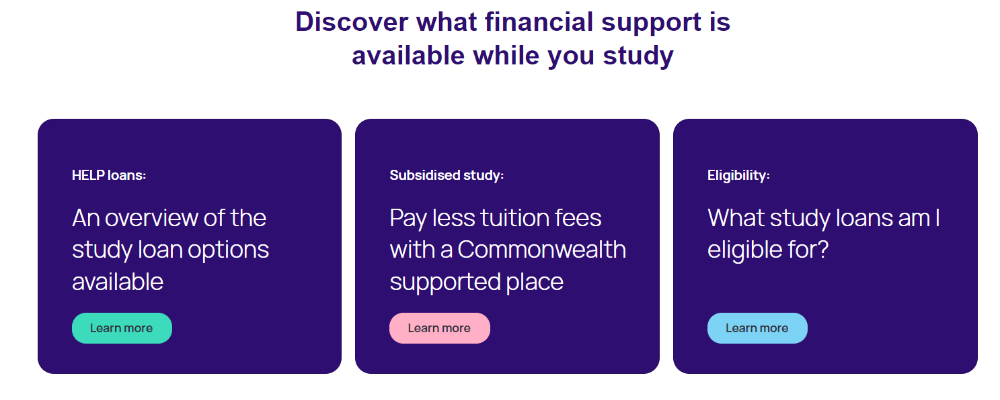 Discover what financial support is
available while you study
HELP loans:
An overview of the
study loan options
available
Learn more
Subsidised study:
Pay less tuition fees
with a Commonwealth
supported place
Learn more
Eligibility:
What study loans am I
eligible for?
Learn more